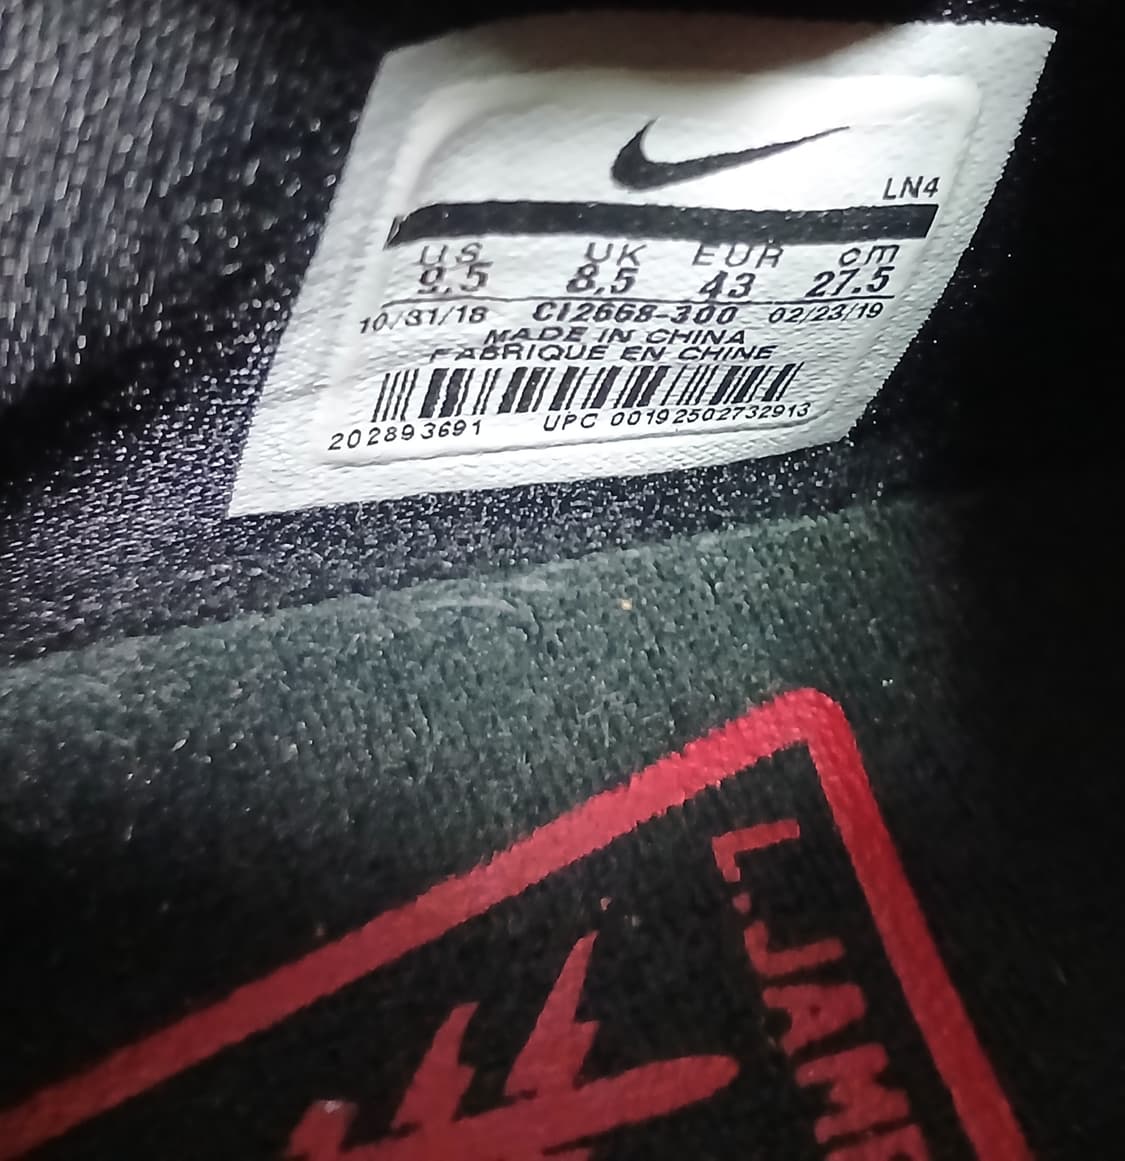 LN4
US UK EUR cm
9.5 8.5 43 27.5
10/31/18 CI2668-300 02/23/19
MADE IN CHINA
FABRIQUE EN CHINE
202893691 UPC 00192502732913
L.JAME